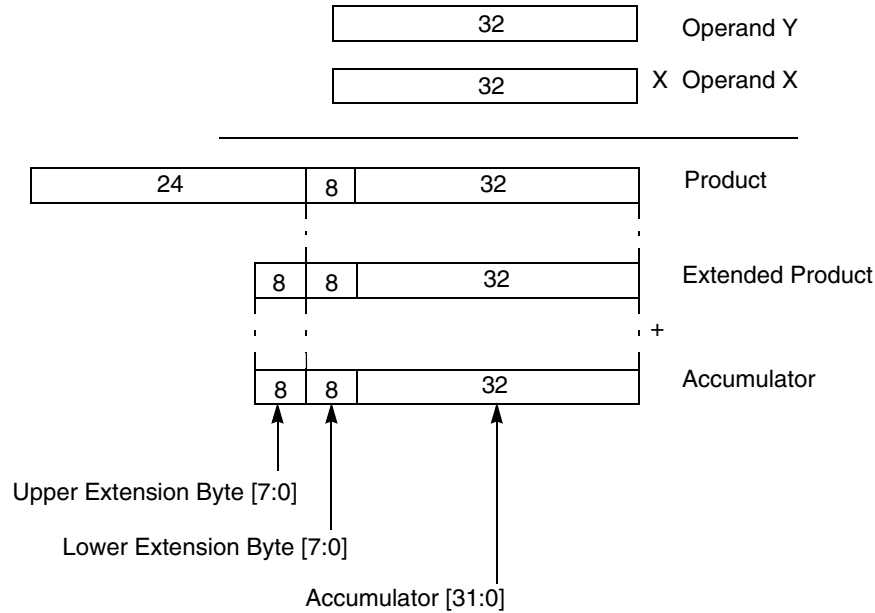 32 Operand Y
32 X Operand X
24 8 32 Product
8 8 32 Extended Product
+
8 8 32 Accumulator
Upper Extension Byte [7:0]
Lower Extension Byte [7:0]
Accumulator [31:0]